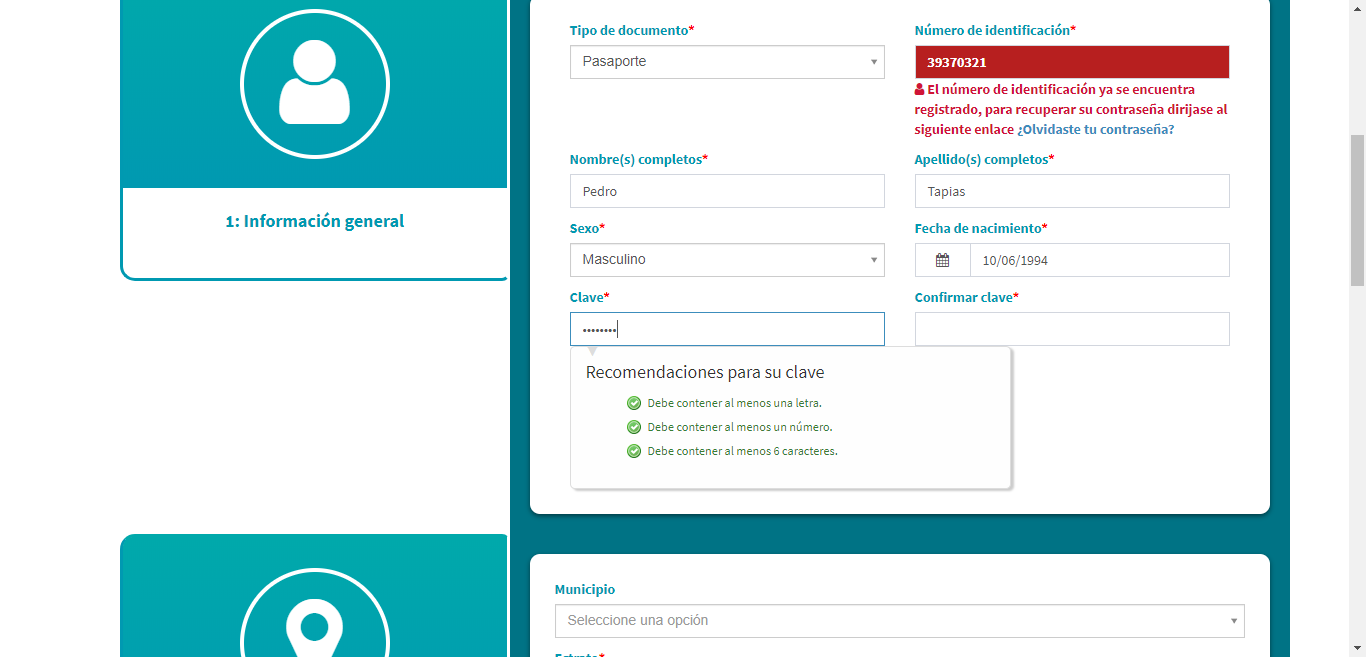 Tipo de documento*
Pasaporte
Número de identificación*
39370321
El número de identificación ya se encuentra
registrado, para recuperar su contraseña dirijase al
siguiente enlace ¿Olvidaste tu contraseña?
Nombre(s) completos*
Pedro
Apellido(s) completos*
Tapias
1: Información general
Sexo*
Masculino
Fecha de nacimiento*
10/06/1994
Clave*
••••••••
Confirmar clave*
Recomendaciones para su clave
Debe contener al menos una letra.
Debe contener al menos un número.
Debe contener al menos 6 caracteres.
Municipio
Seleccione una opción
Estrato*